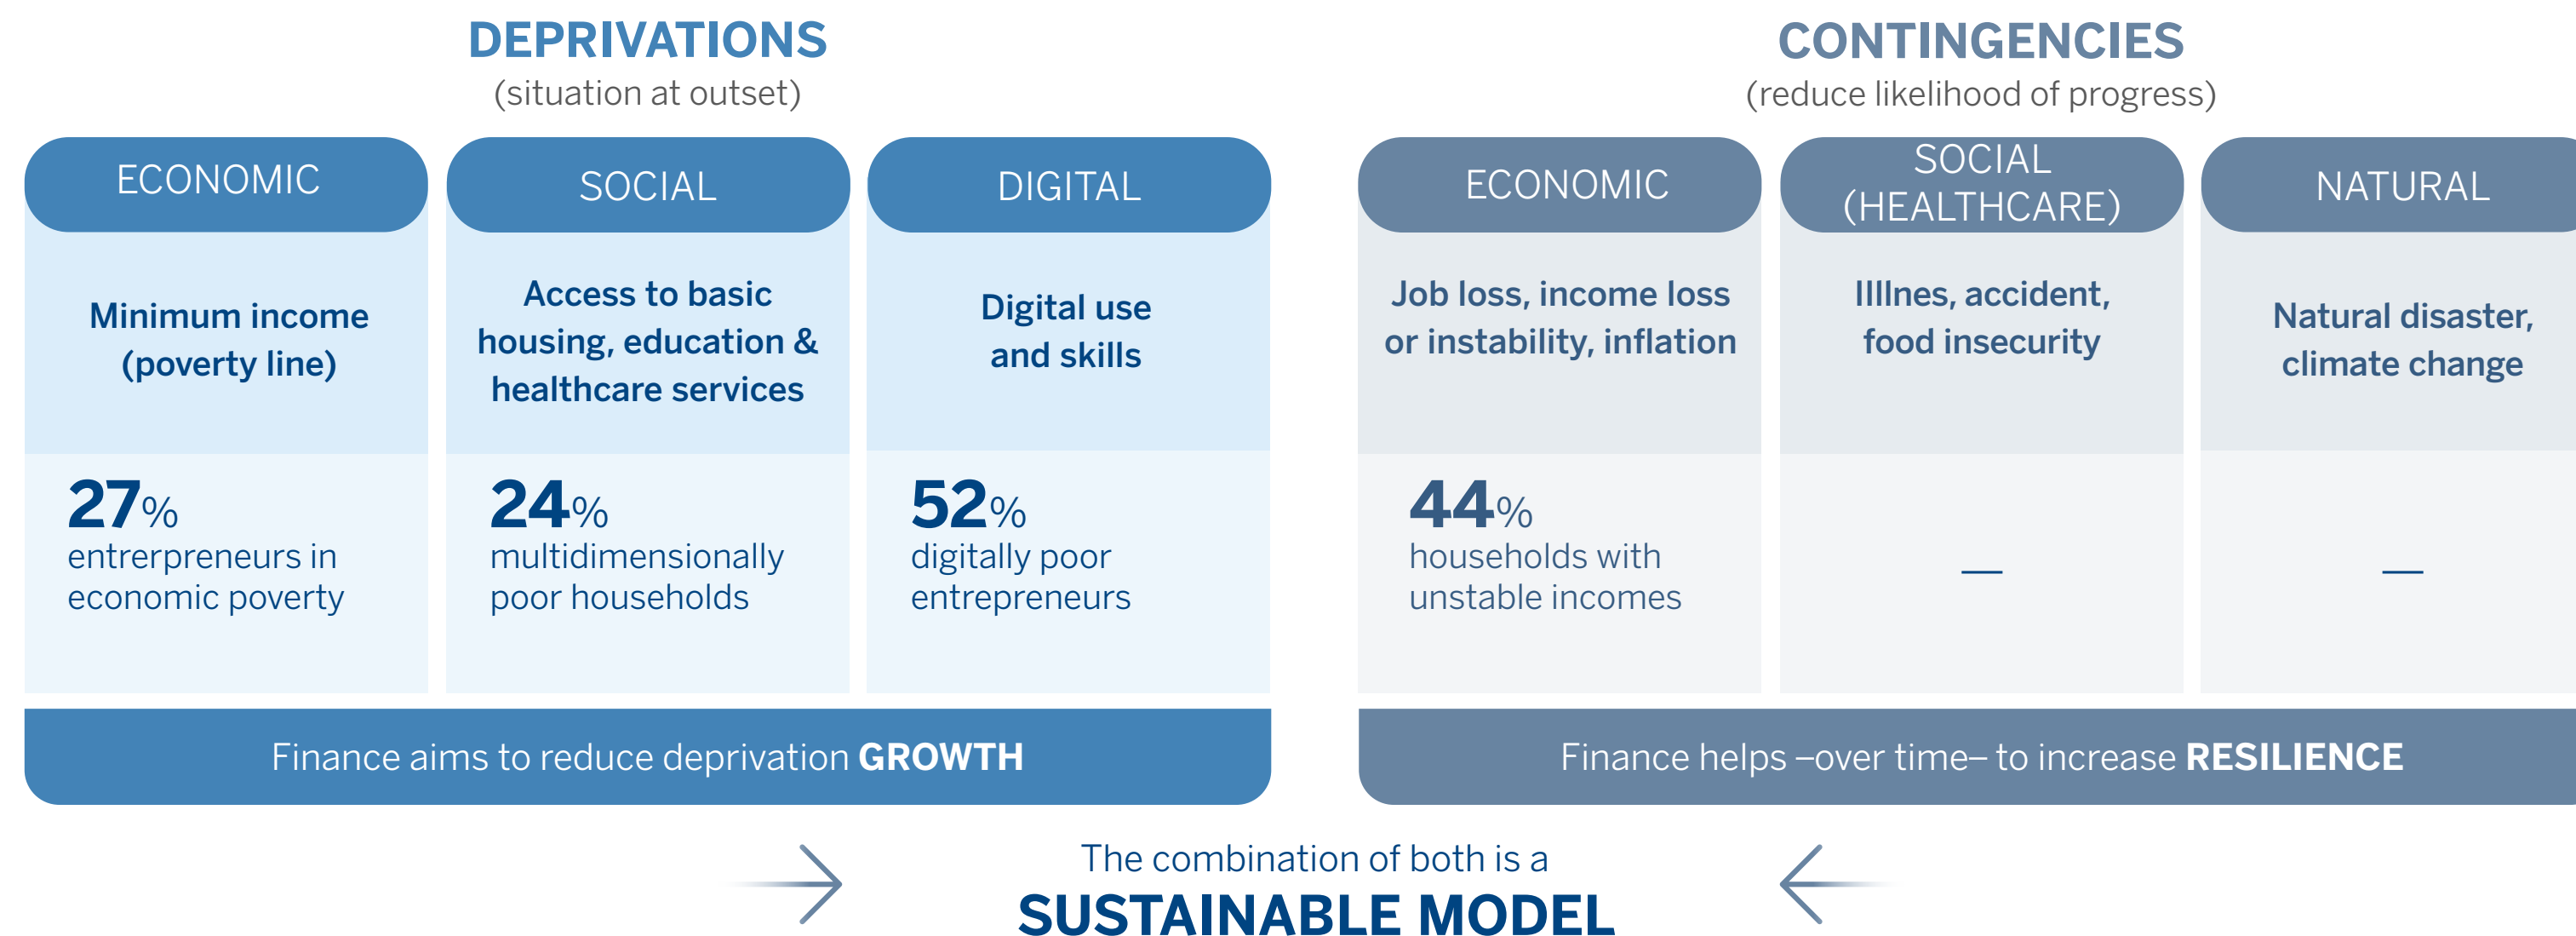 DEPRIVATIONS
(situation at outset)
ECONOMIC
Minimum income
(poverty line)
27%
entrerpreneurs in
economic poverty
SOCIAL
Access to basic
housing, education &
healthcare services
24%
multidimensionally
poor households
DIGITAL
Digital use
and skills
52%
digitally poor
entrepreneurs
Finance aims to reduce deprivation GROWTH
CONTINGENCIES
(reduce likelihood of progress)
ECONOMIC
Job loss, income loss
or instability, inflation
44%
households with
unstable incomes
SOCIAL
(HEALTHCARE)
Illlnes, accident,
food insecurity
—
NATURAL
Natural disaster,
climate change
—
Finance helps –over time– to increase RESILIENCE
The combination of both is a
SUSTAINABLE MODEL